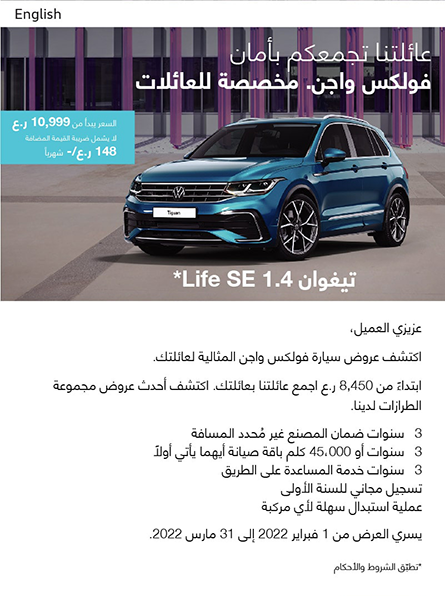 English
عائلتنا تجمعكم بأمان
فولكس واجن. مخصصة للعائلات
السعر يبدأ من 10,999 ر.ع
لا يشمل ضريبة القيمة المضافة
148 ر.ع/- شهرياً
Tiguan
تيغوان Life SE 1.4*
عزيزي العميل،
اكتشف عروض سيارة فولكس واجن المثالية لعائلتك.
ابتداءً من 8,450 ر.ع اجمع عائلتنا بعائلتك. اكتشف أحدث عروض مجموعة
الطرازات لدينا.
3 سنوات ضمان المصنع غير مُحدد المسافة
3 سنوات أو 45،000 كلم باقة صيانة أيهما يأتي أولاً
3 سنوات خدمة المساعدة على الطريق
تسجيل مجاني للسنة الأولى
عملية استبدال سهلة لأي مركبة
يسري العرض من 1 فبراير 2022 إلى 31 مارس 2022.
*تطبّق الشروط والأحكام